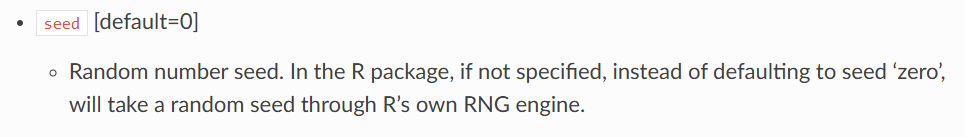 seed [default=0]
Random number seed. In the R package, if not specified, instead of defaulting to seed ‘zero’,
will take a random seed through R’s own RNG engine.